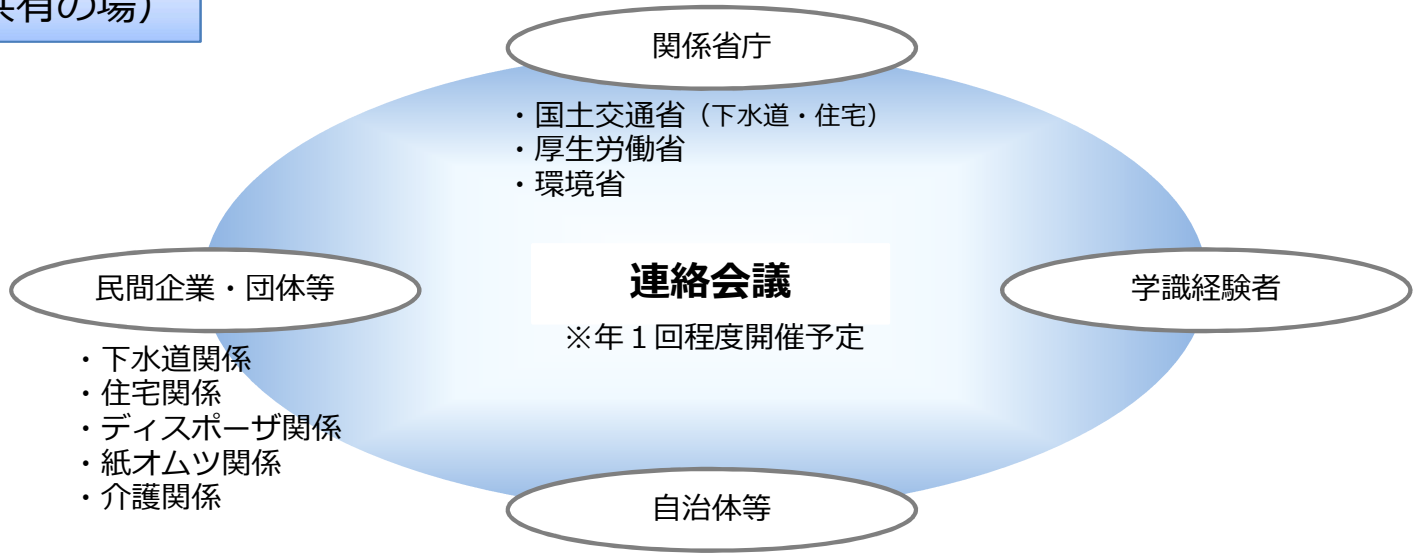 有の場）
関係省庁
・国土交通省（下水道・住宅）
・厚生労働省
・環境省
連絡会議
※年１回程度開催予定
民間企業・団体等
・下水道関係
・住宅関係
・ディスポーザ関係
・紙オムツ関係
・介護関係
学識経験者
自治体等